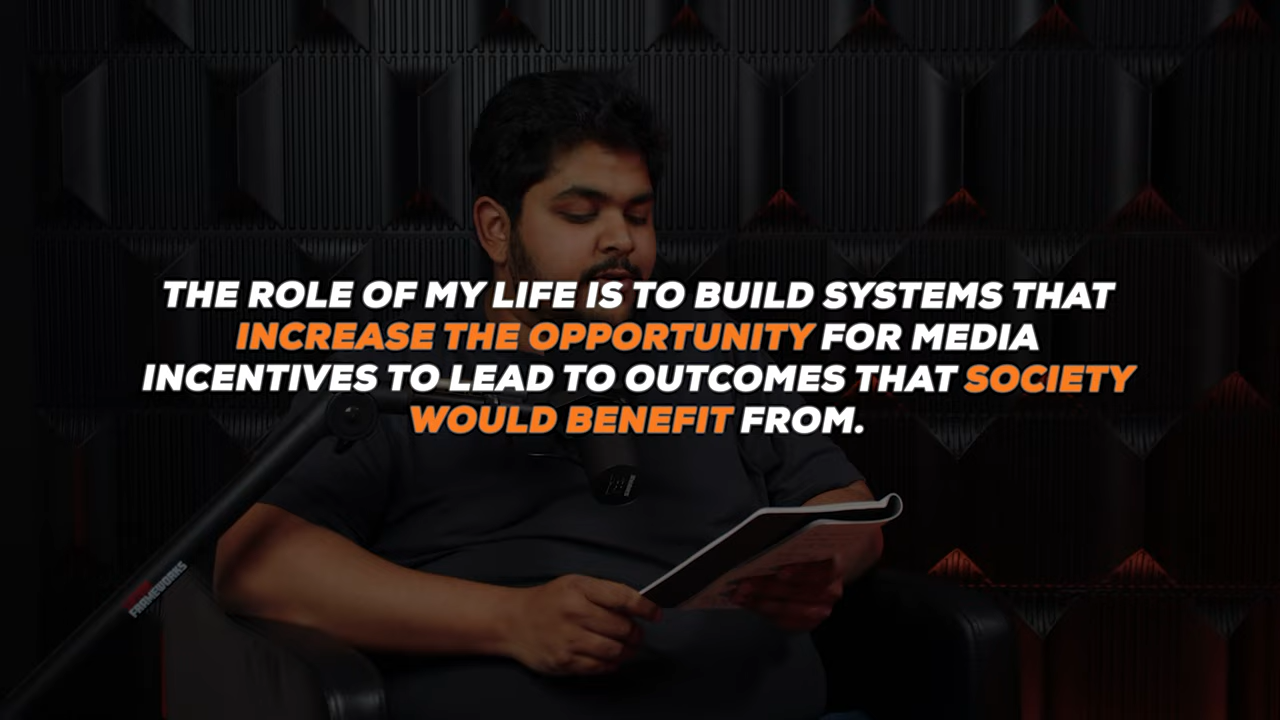 THE ROLE OF MY LIFE IS TO BUILD SYSTEMS THAT
INCREASE THE OPPORTUNITY FOR MEDIA
INCENTIVES TO LEAD TO OUTCOMES THAT SOCIETY
WOULD BENEFIT FROM.
FRAMEWORKS